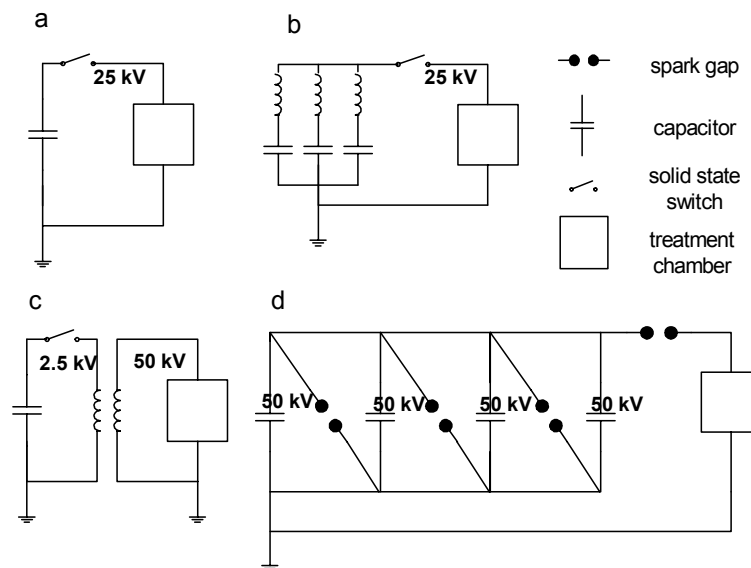 a
25 kV
b
25 kV
spark gap
capacitor
solid state
switch
treatment
chamber
c
2.5 kV
50 kV
d
50 kV
50 kV
50 kV
50 kV